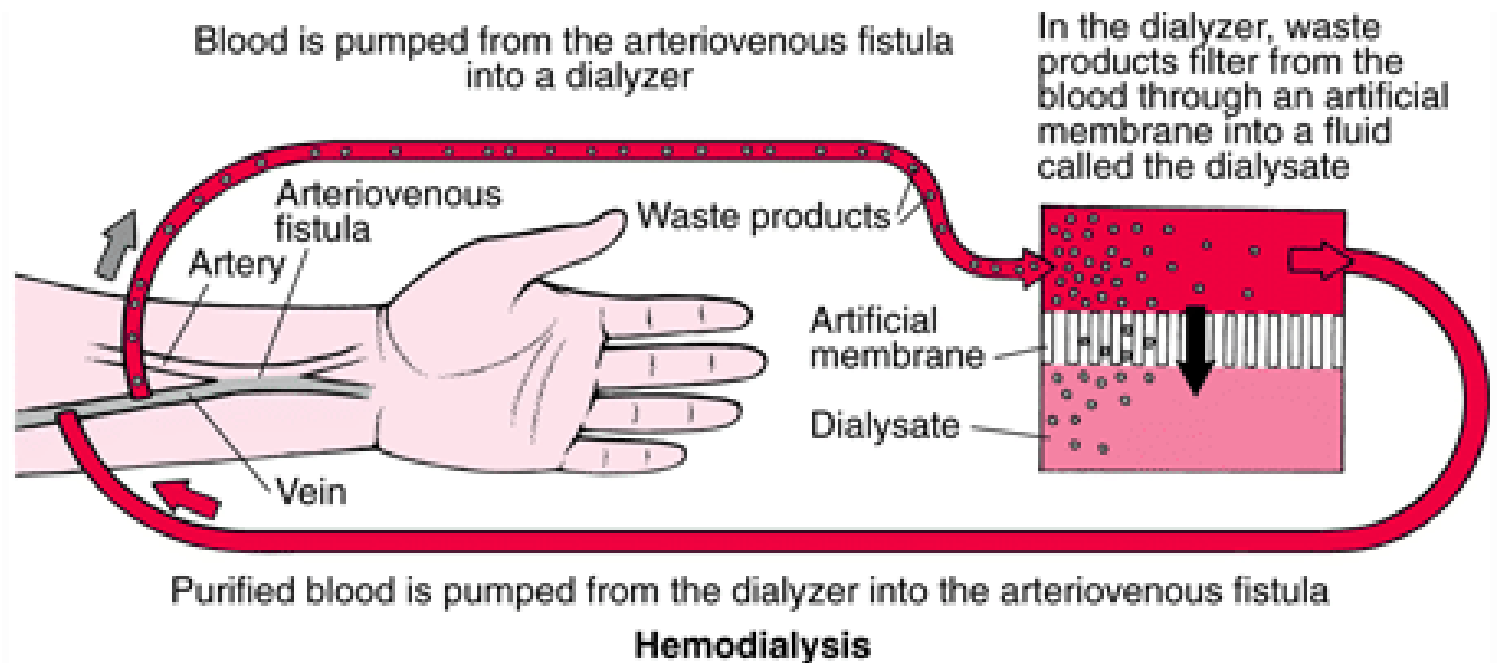 Blood is pumped from the arteriovenous fistula
into a dialyzer
In the dialyzer, waste
products filter from the
blood through an artificial
membrane into a fluid
called the dialysate
Arteriovenous
fistula
Artery
Waste products
Artificial
membrane
Dialysate
Vein
Purified blood is pumped from the dialyzer into the arteriovenous fistula
Hemodialysis